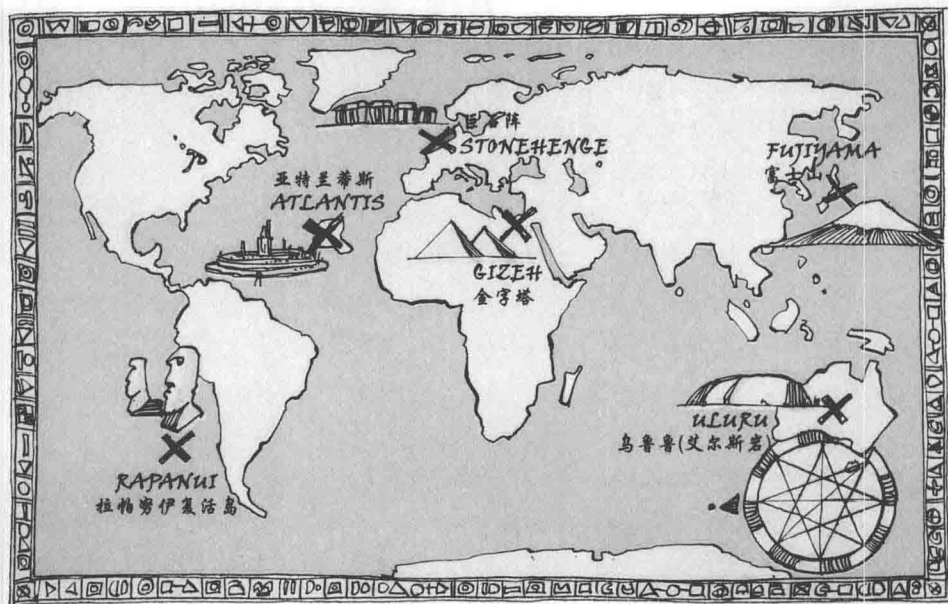 巨石阵
STONEHENGE
FUJIYAMA
富士山
亚特兰蒂斯
ATLANTIS
GIZEH
金字塔
ULURU
乌鲁鲁(艾尔斯岩)
RAPANUI
拉帕努伊复活岛